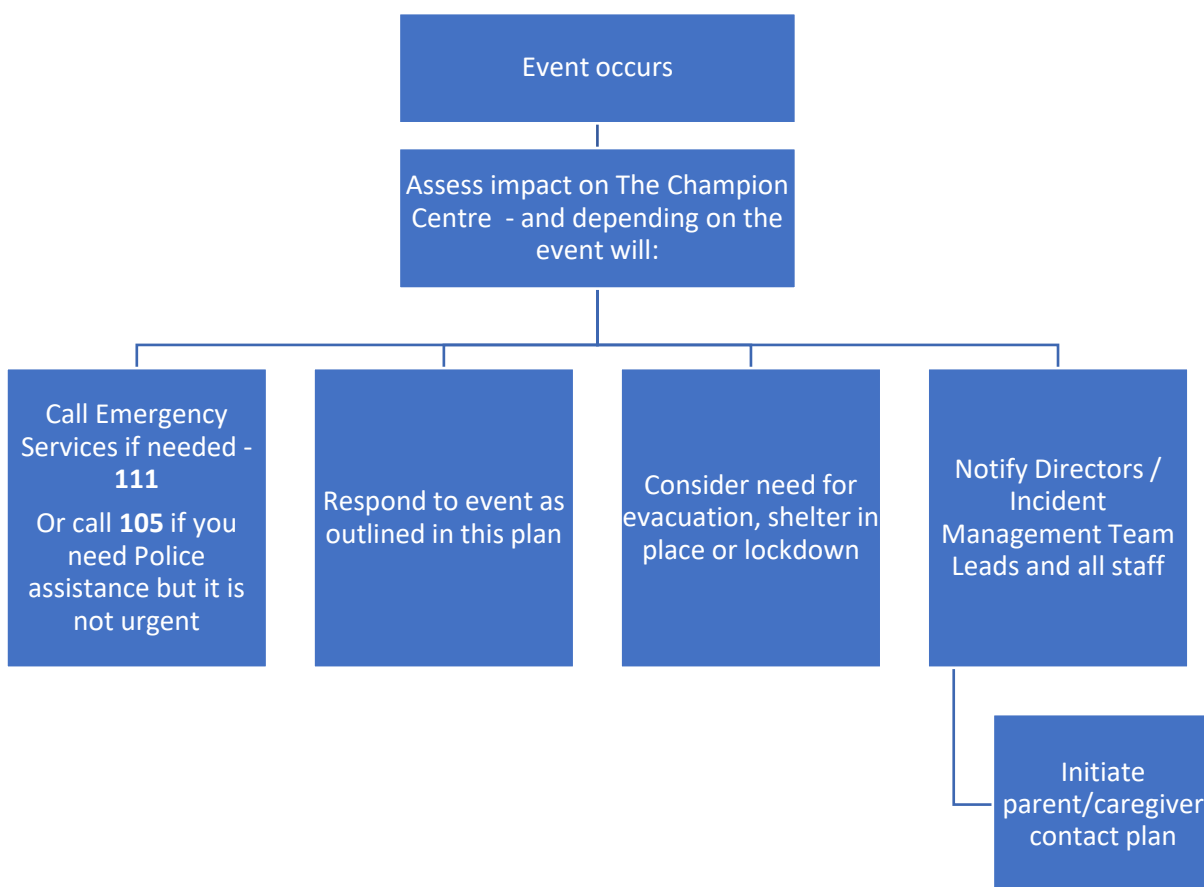 Event occurs
Assess impact on The Champion
Centre - and depending on the
event will:
Call Emergency
Services if needed -
111
Or call 105 if you
need Police
assistance but it is
not urgent
Respond to event as
outlined in this plan
Consider need for
evacuation, shelter in
place or lockdown
Notify Directors /
Incident
Management Team
Leads and all staff
Initiate
parent/caregiver
contact plan